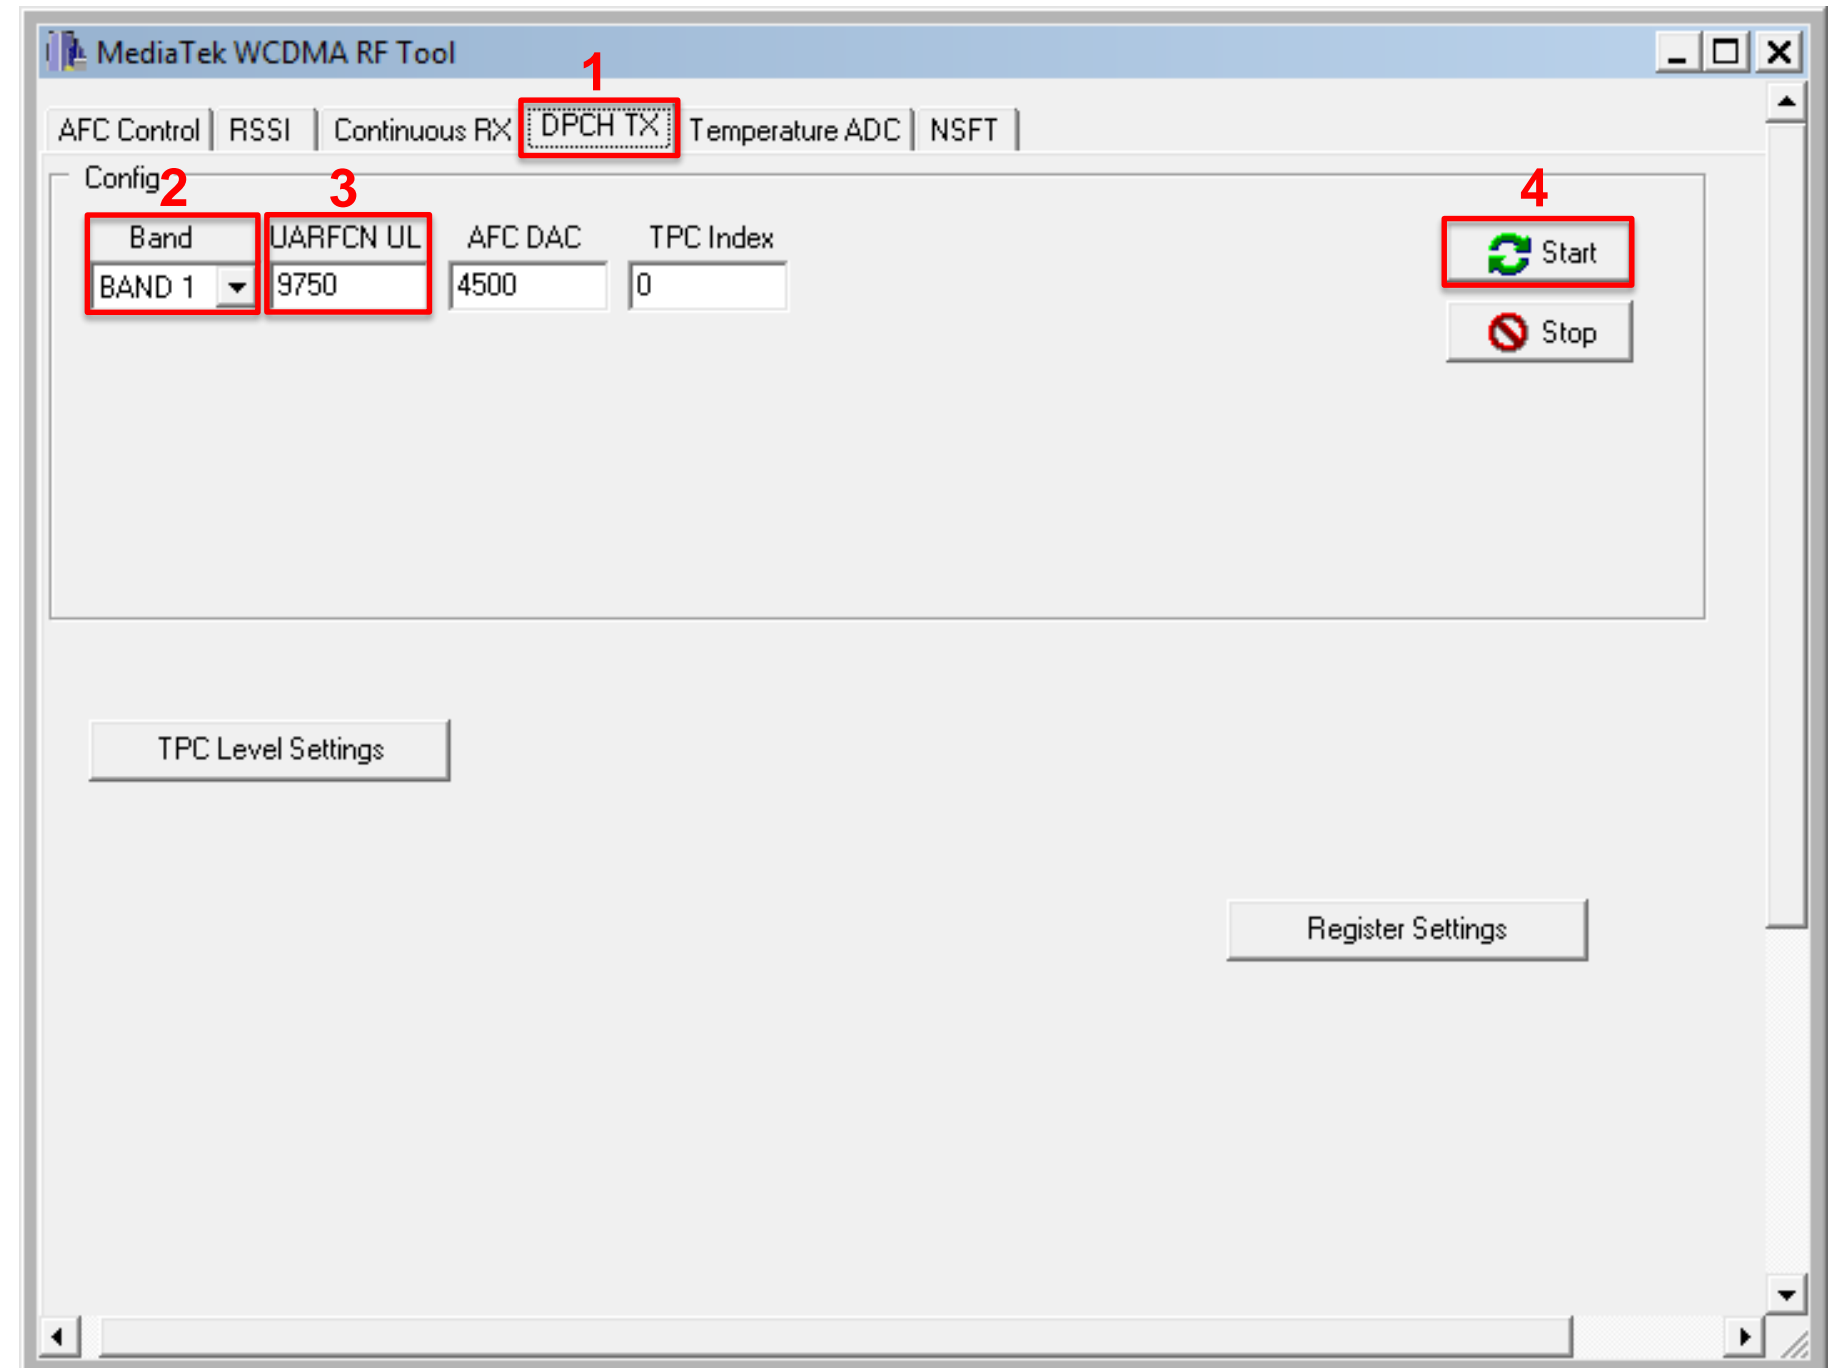 MediaTek WCDMA RF Tool
1
AFC Control RSSI Continuous RX DPCH TX Temperature ADC NSFT
Config
2 3 4
Band UARFCN UL AFC DAC TPC Index
BAND 1 9750 4500 0
Start
Stop
TPC Level Settings
Register Settings